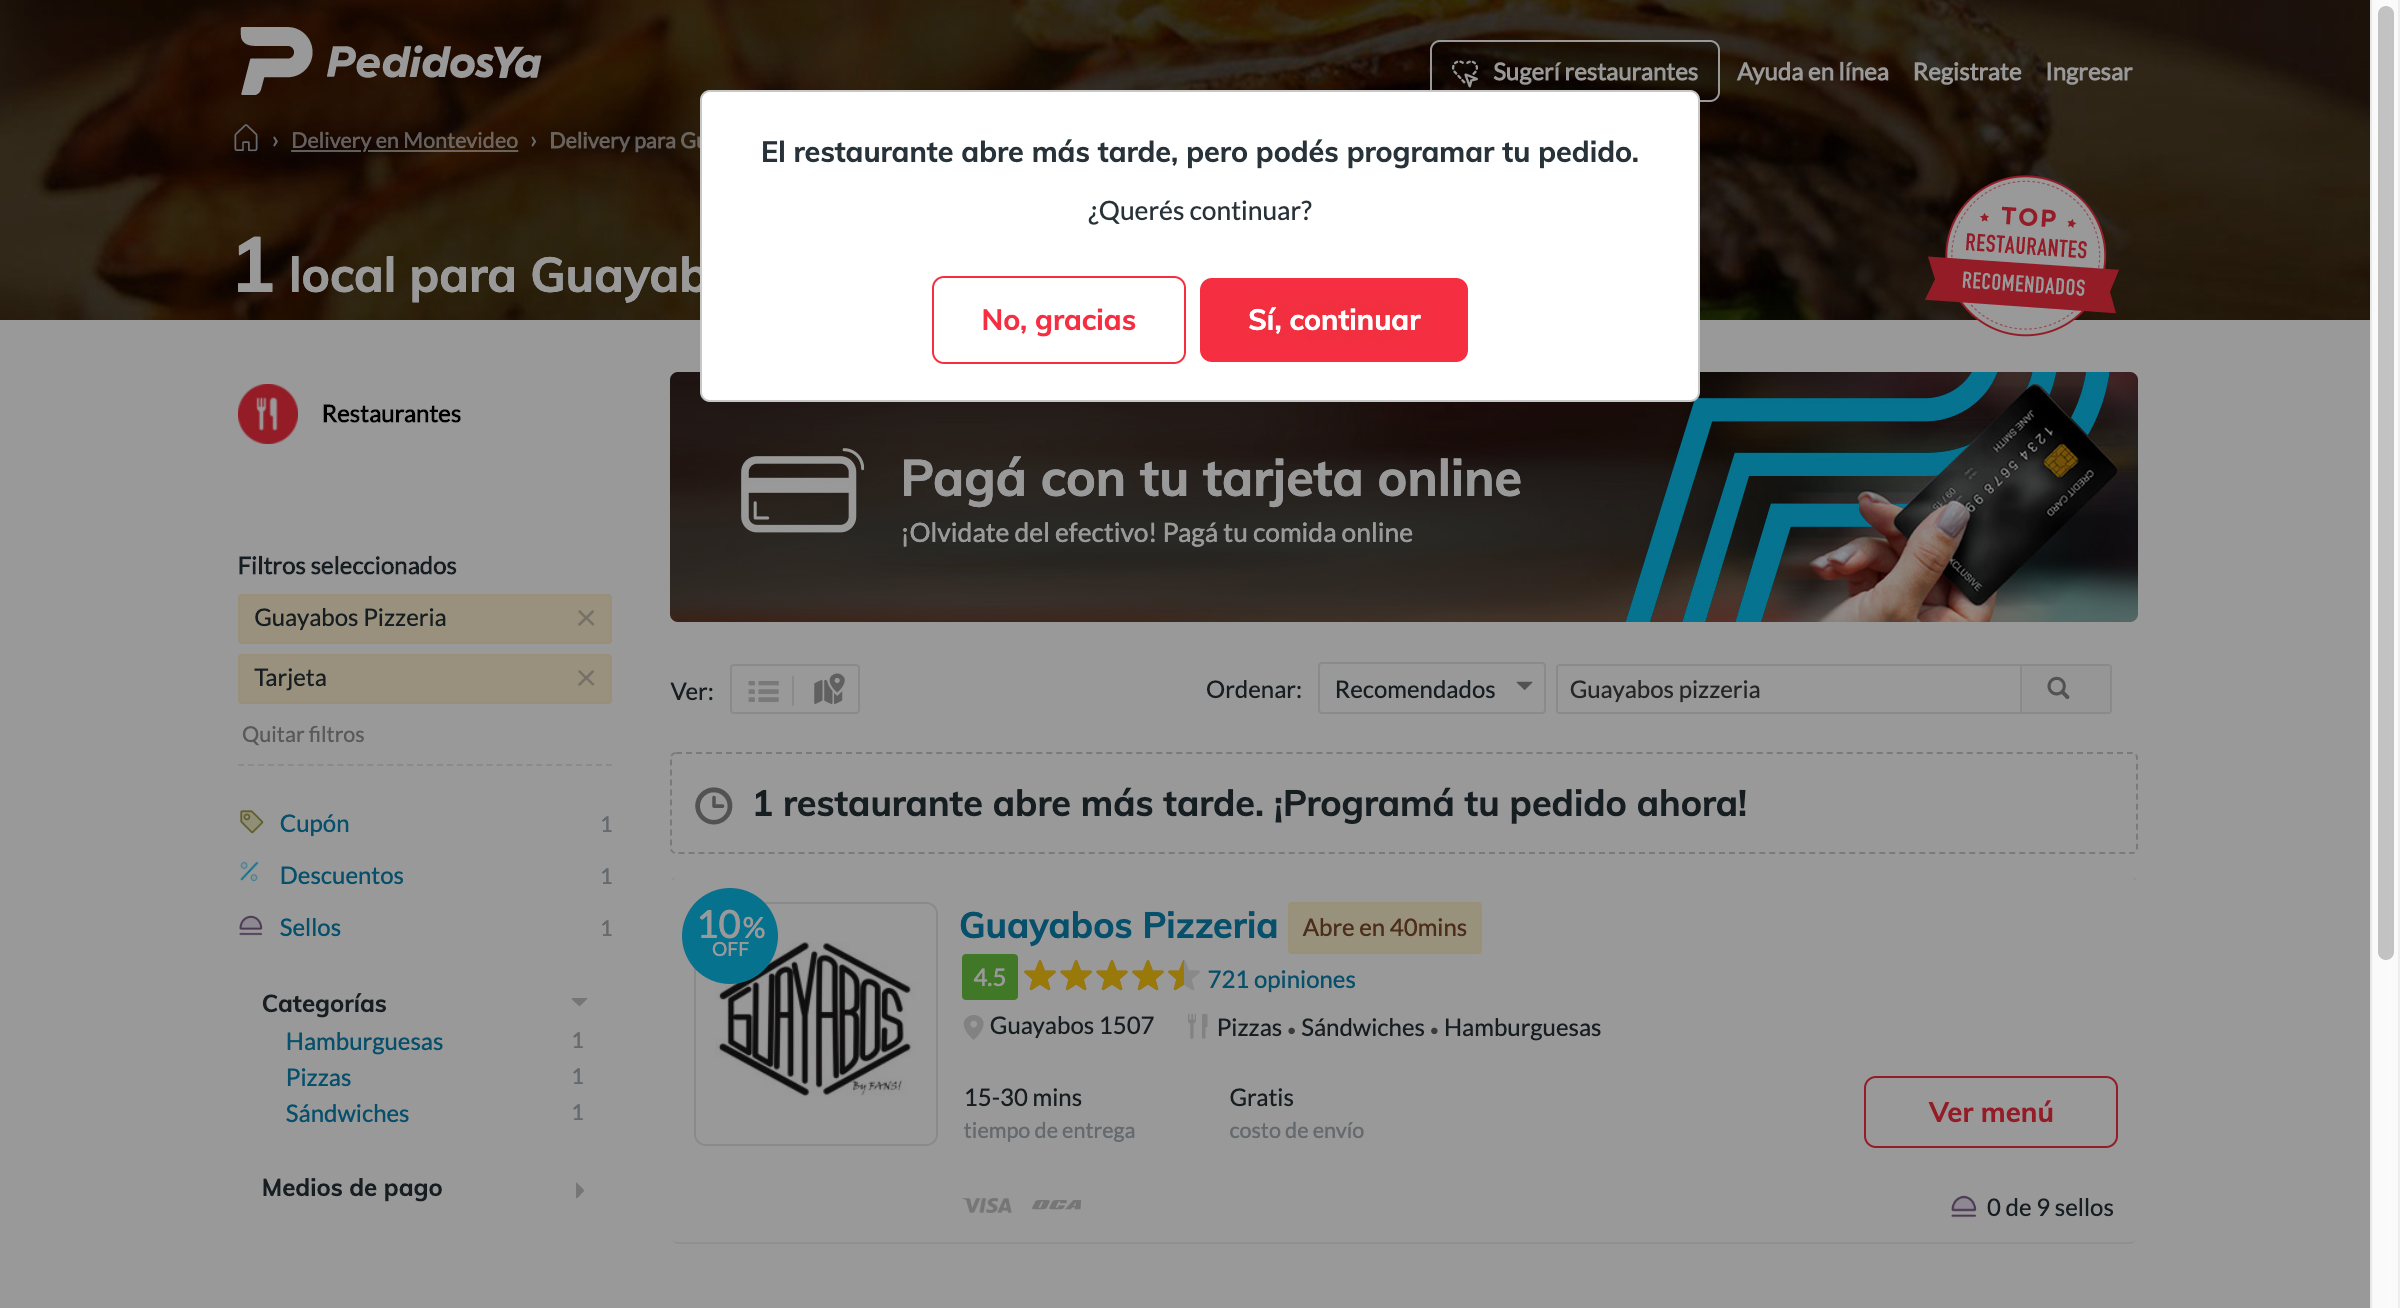 PedidosYa
Sugerí restaurantes
Ayuda en línea
Registrate
Ingresar
› Delivery en Montevideo › Delivery para
El restaurante abre más tarde, pero podés programar tu pedido.
¿Querés continuar?
No, gracias
Sí, continuar
1 local para
TOP
RESTAURANTES
RECOMENDADOS
Restaurantes
Pagá con tu tarjeta online
¡Olvidate del efectivo! Pagá tu comida online
JANE SMITH
CREDIT CARD
Filtros seleccionados
Guayabos Pizzeria
Tarjeta
Quitar filtros
Cupón 1
Descuentos 1
Sellos 1
Categorías
Hamburguesas 1
Pizzas 1
Sándwiches 1
Medios de pago
Ver:
Ordenar: Recomendados
Guayabos pizzeria
1 restaurante abre más tarde. ¡Programá tu pedido ahora!
10%
OFF
GUAYABOS
Guayabos Pizzeria
Abre en 40mins
4.5
721 opiniones
Guayabos 1507
Pizzas • Sándwiches • Hamburguesas
15-30 mins
tiempo de entrega
Gratis
costo de envío
Ver menú
VISA OCA
0 de 9 sellos